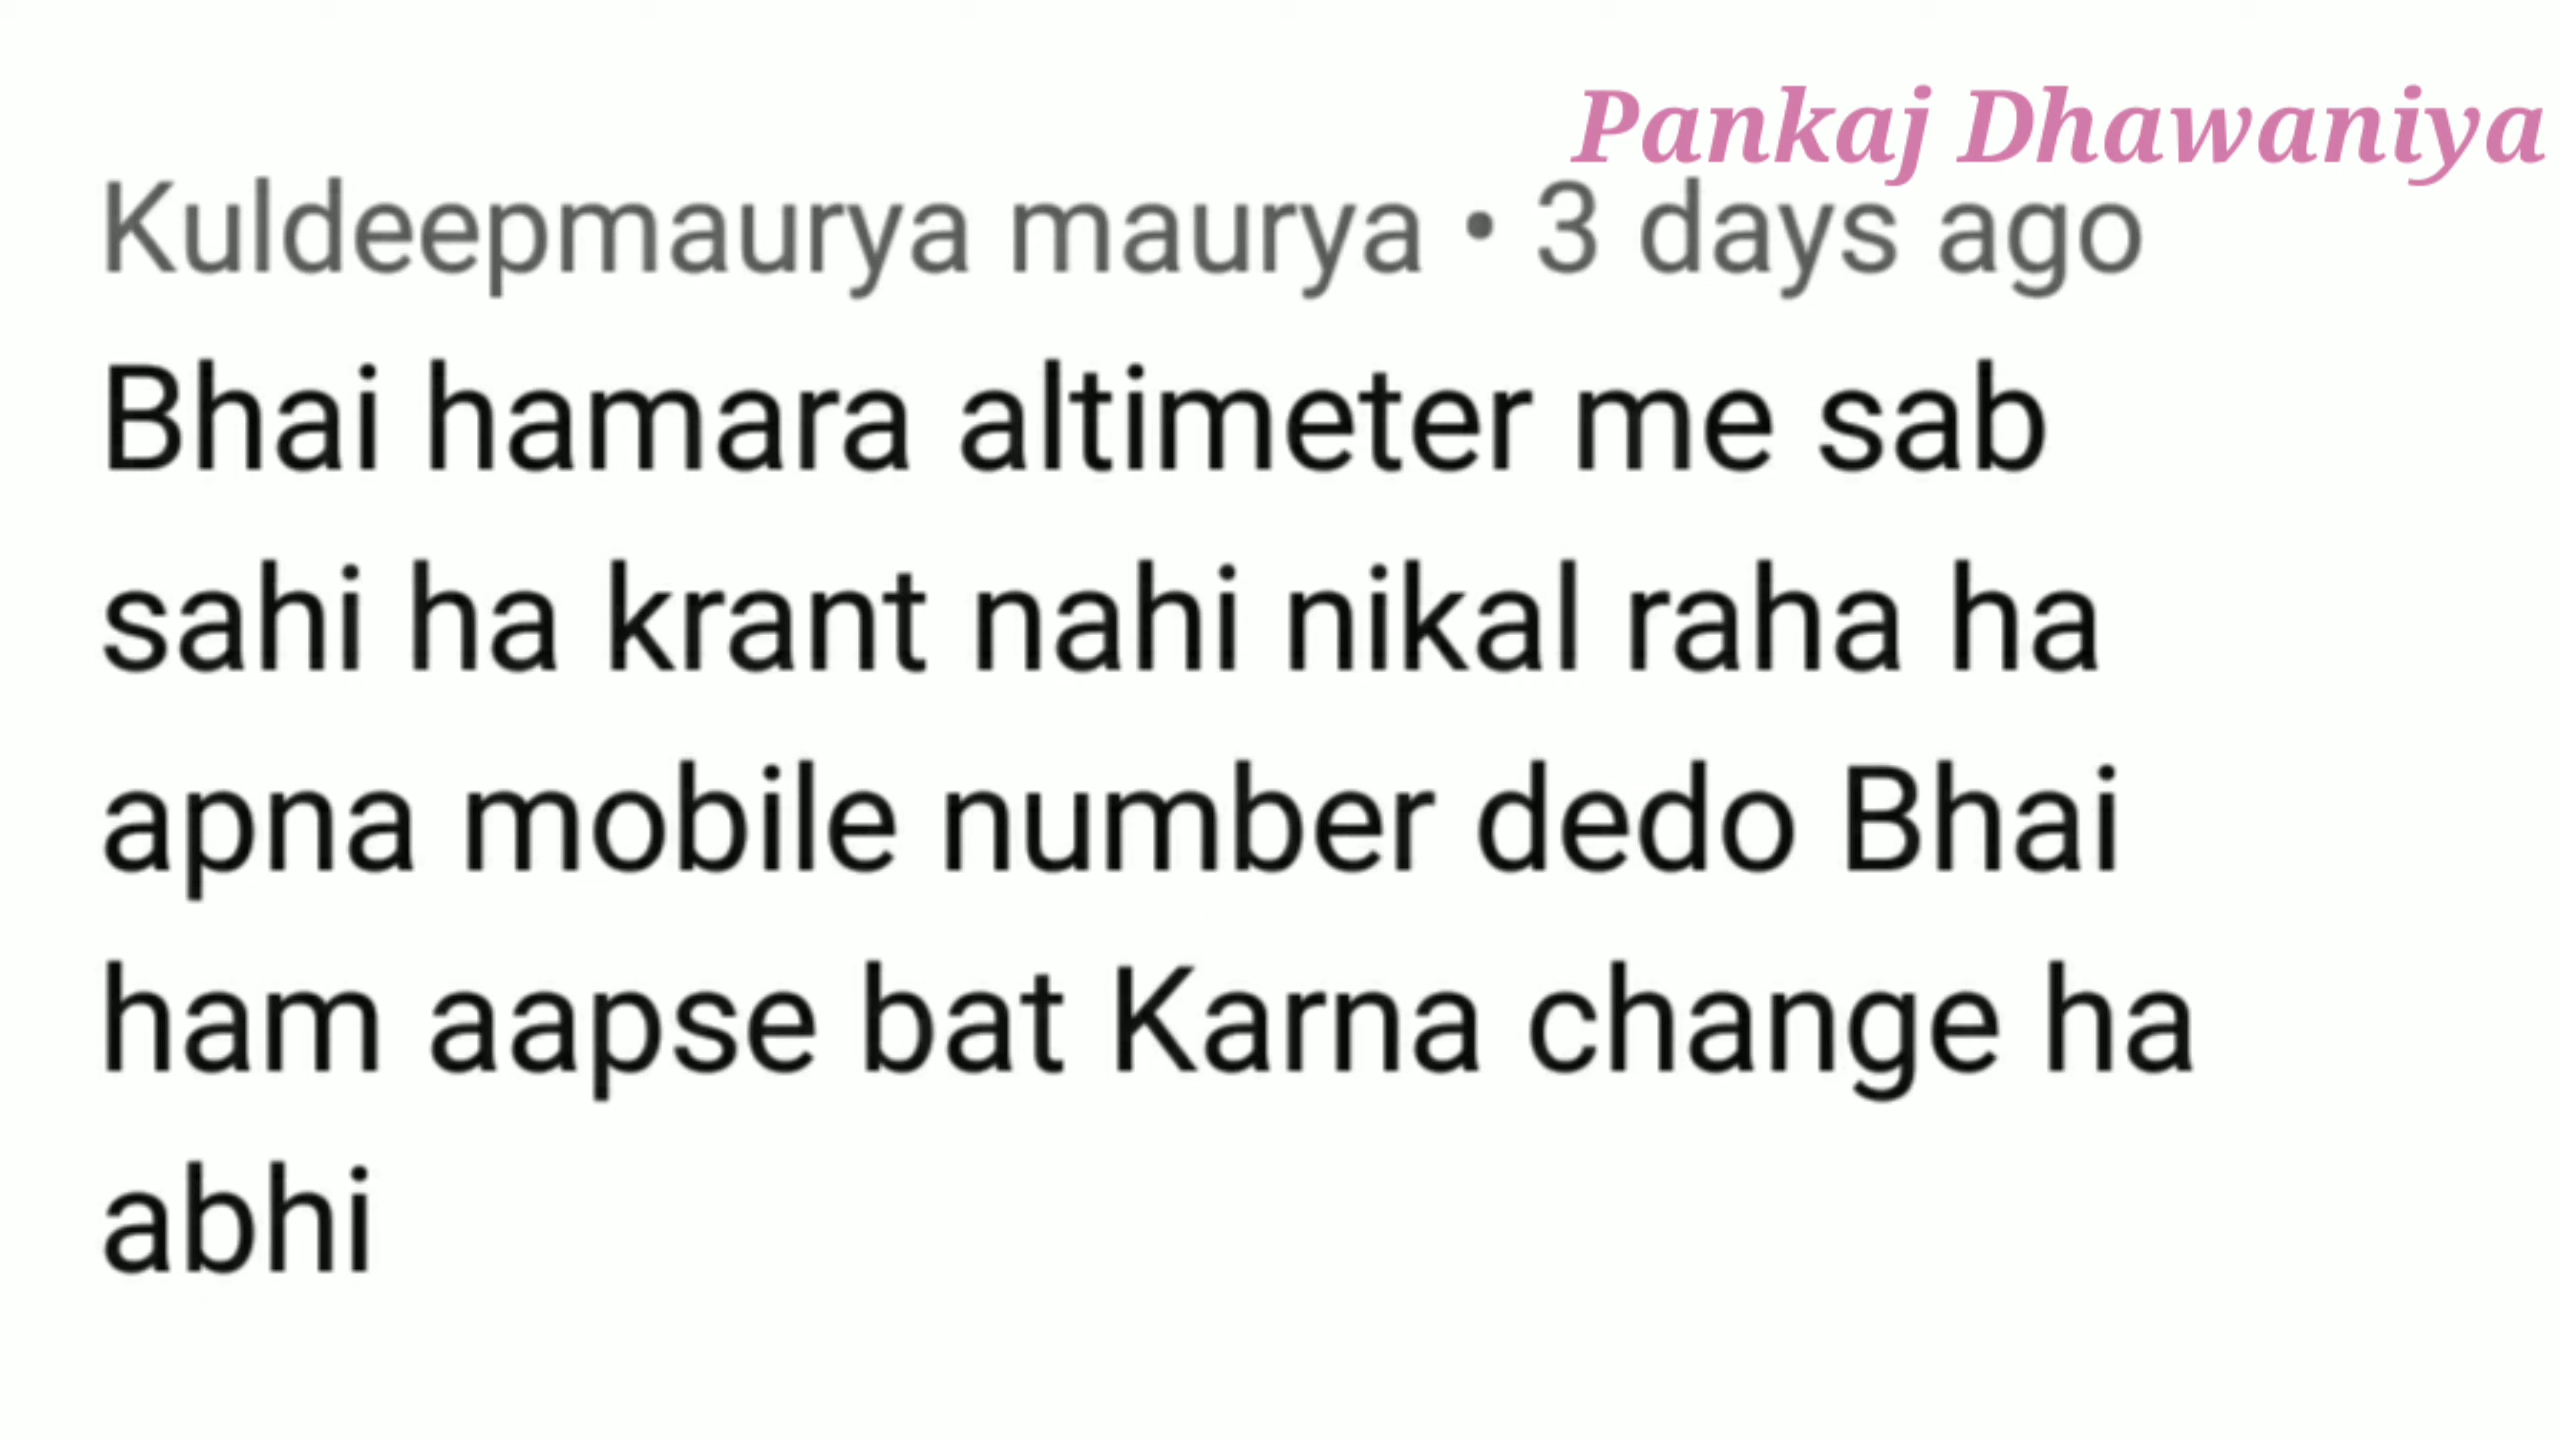 Pankaj Dhawaniya
Kuldeepmaurya maurya • 3 days ago
Bhai hamara altimeter me sab
sahi ha krant nahi nikal raha ha
apna mobile number dedo Bhai
ham aapse bat Karna change ha
abhi